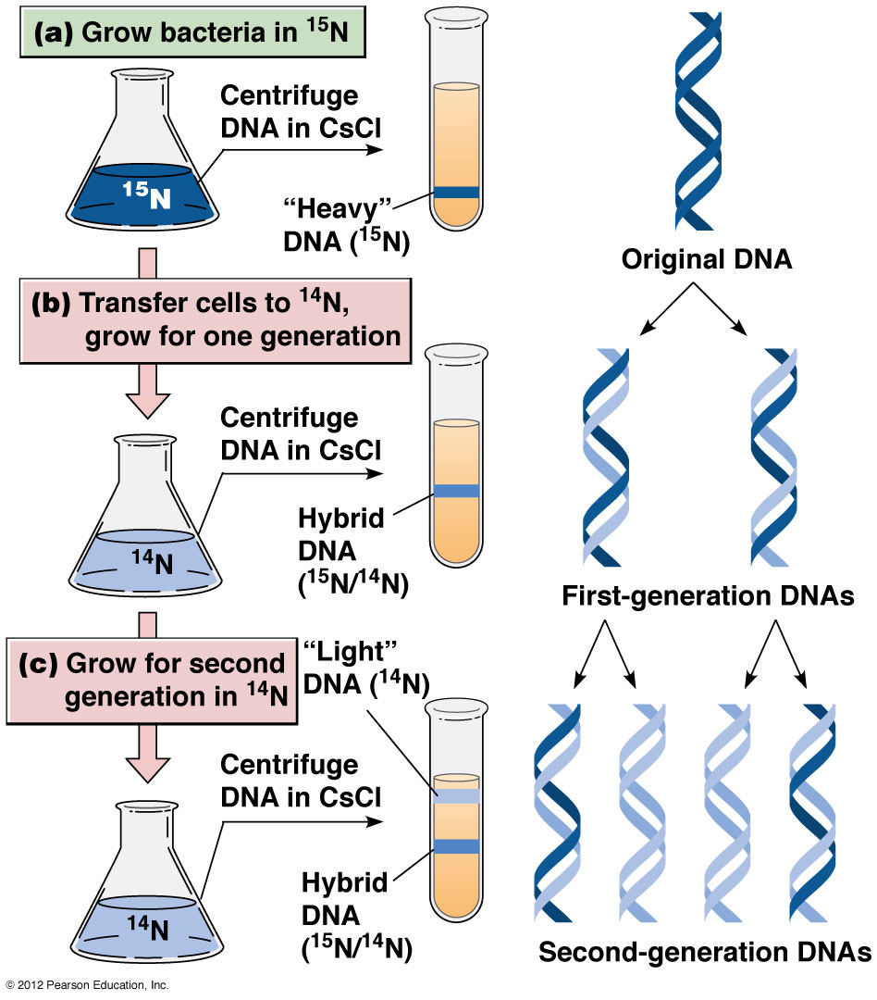 (a) Grow bacteria in ¹⁵N
Centrifuge
DNA in CsCl
¹⁵N
“Heavy”
DNA (¹⁵N)
Original DNA
(b) Transfer cells to ¹⁴N,
grow for one generation
Centrifuge
DNA in CsCl
¹⁴N
Hybrid
DNA
(¹⁵N/¹⁴N)
First-generation DNAs
(c) Grow for second
generation in ¹⁴N
“Light”
DNA (¹⁴N)
Centrifuge
DNA in CsCl
¹⁴N
Hybrid
DNA
(¹⁵N/¹⁴N)
Second-generation DNAs
© 2012 Pearson Education, Inc.